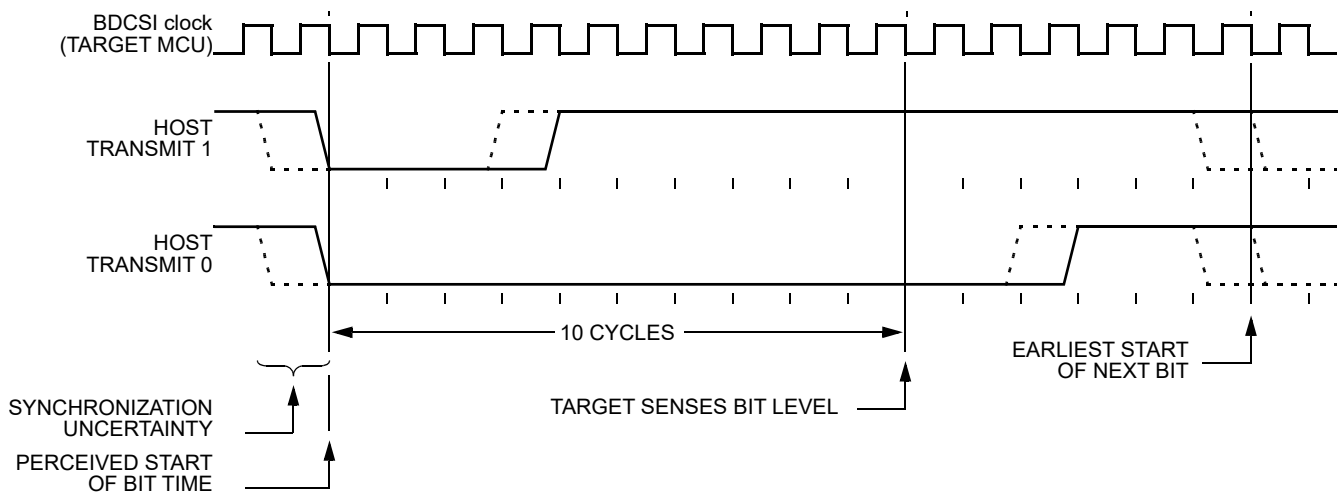 BDCSI clock
(TARGET MCU)
HOST
TRANSMIT 1
HOST
TRANSMIT 0
10 CYCLES
EARLIEST START
OF NEXT BIT
TARGET SENSES BIT LEVEL
SYNCHRONIZATION
UNCERTAINTY
PERCEIVED START
OF BIT TIME